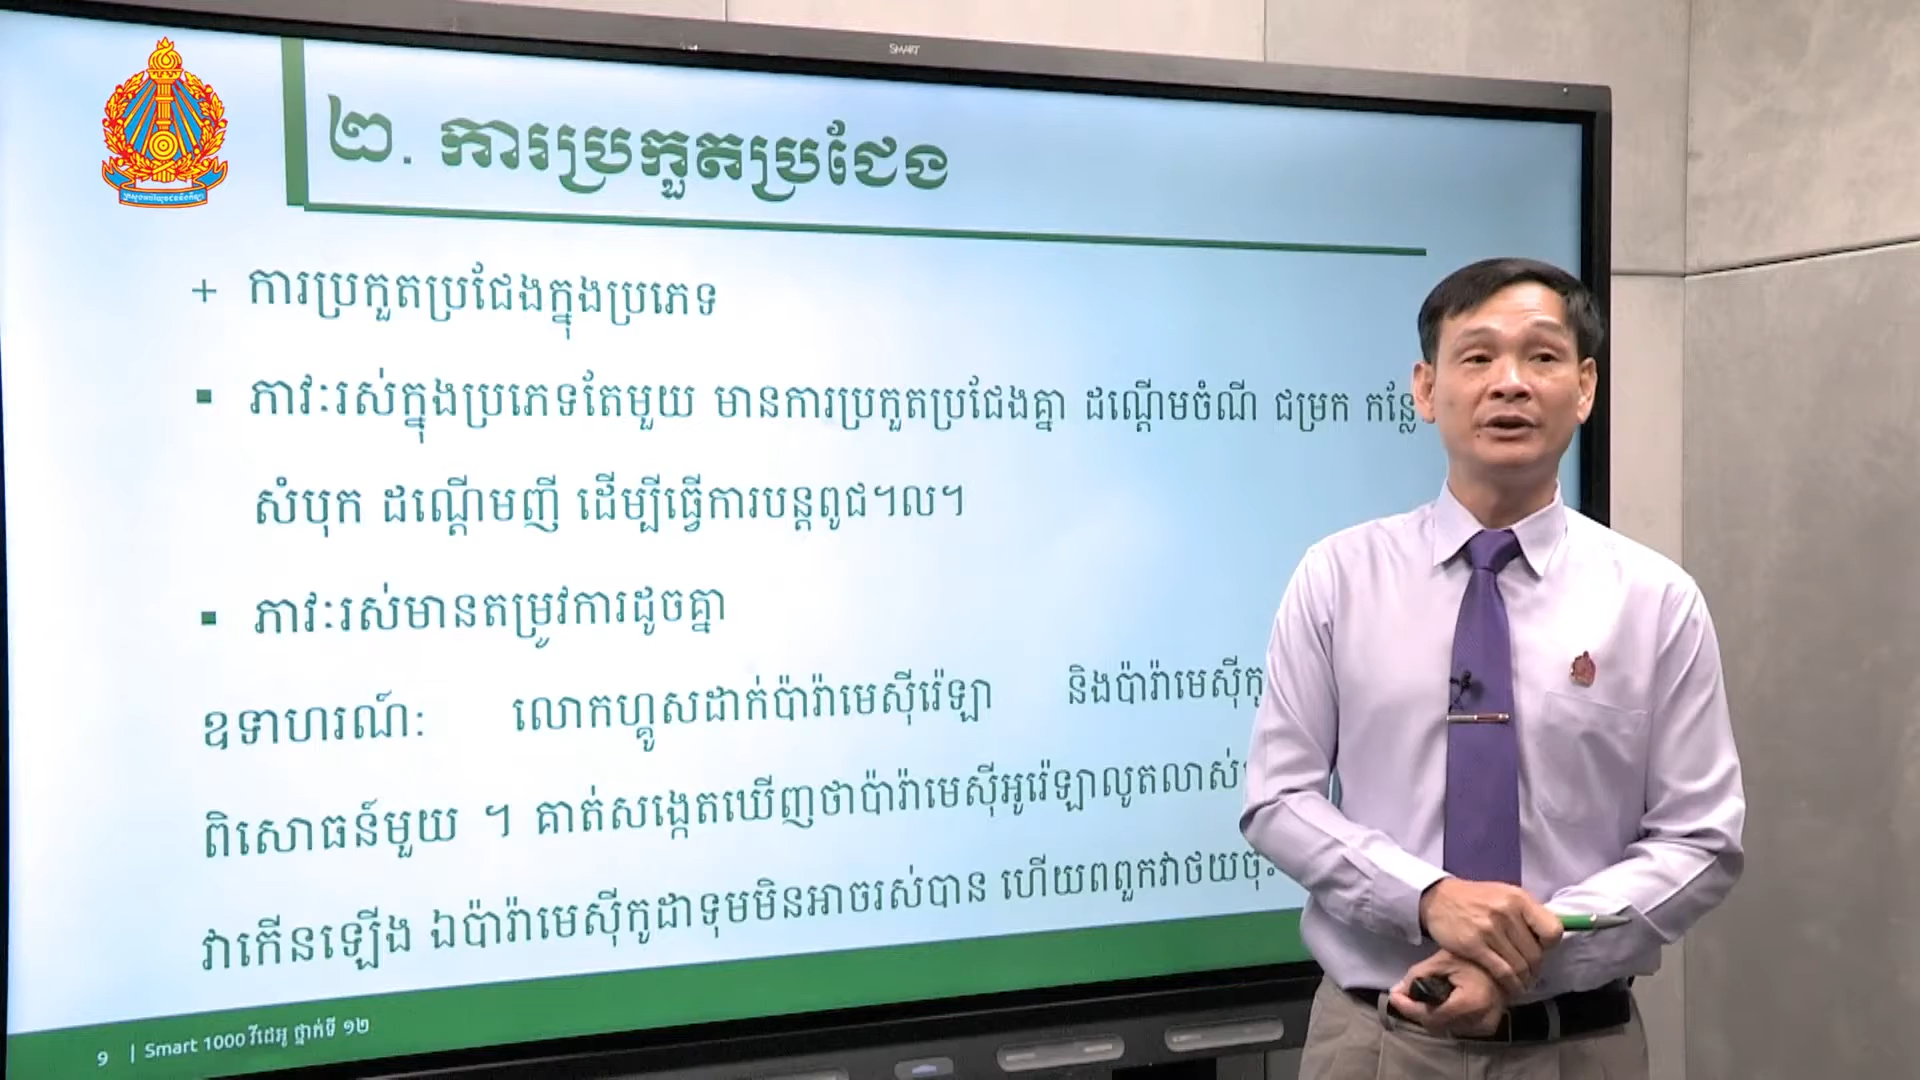 SMART
២. ការប្រកួតប្រជែង
+ ការប្រកួតប្រជែងក្នុងប្រភេទ
▪ ភាវៈរស់ក្នុងប្រភេទតែមួយ មានការប្រកួតប្រជែងគ្នា ដណ្តើមចំណី ជម្រក កន្លែ
សំបុក ដណ្តើមញី ដើម្បីធ្វើការបន្តពូជ។ល។
▪ ភាវៈរស់មានតម្រូវការដូចគ្នា
ឧទាហរណ៍: លោកហ្គូសដាក់ប៉ារ៉ាមេស៊ីរ៉េឡា និងប៉ារ៉ាមេស៊ីកូ
ពិសោធន៍មួយ ។ គាត់សង្កេតឃើញថាប៉ារ៉ាមេស៊ីអូរ៉េឡាលូតលាស់
វាកើនឡើង ឯប៉ារ៉ាមេស៊ីកូដាទុមមិនអាចរស់បាន ហើយពពួកវាថយចុះ
9 | Smart 1000 វីដេអូ ថ្នាក់ទី ១២